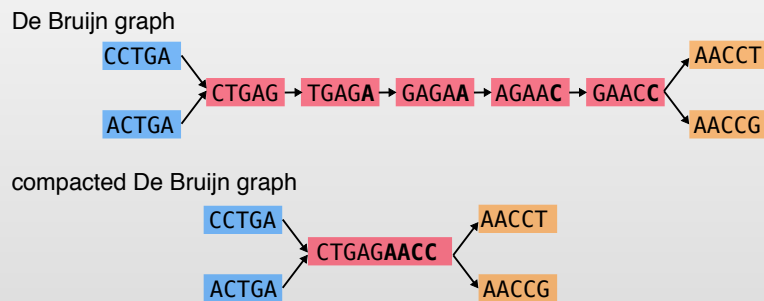 De Bruijn graph
CCTGA
AACCT
CTGAG TGAGA GAGAA AGAAC GAACC
ACTGA
AACCG
compacted De Bruijn graph
CCTGA
AACCT
CTGAGAACC
ACTGA
AACCG